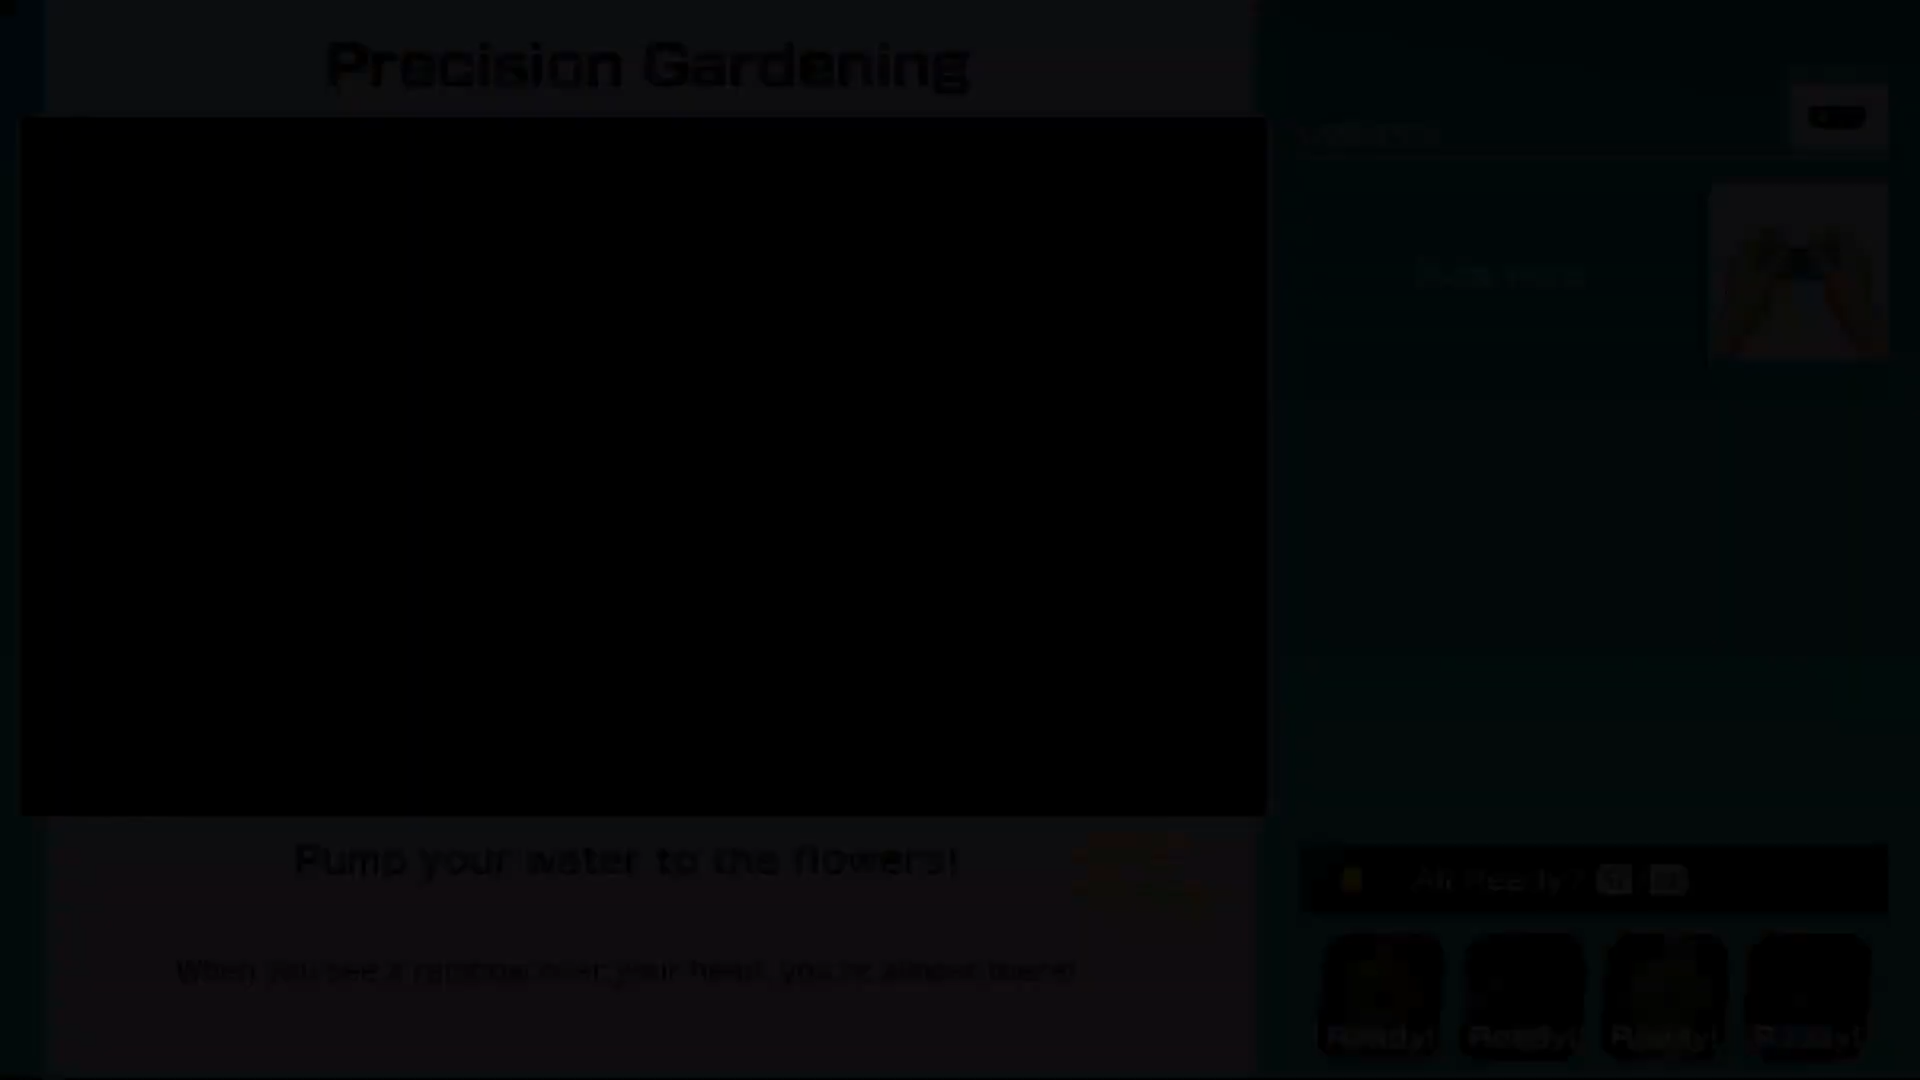 Precision Gardening
Pump your water to the flowers!
When you see a rainbow over your head, you're almost there!
All Ready?
Ready!
Ready!
Ready!
Ready!